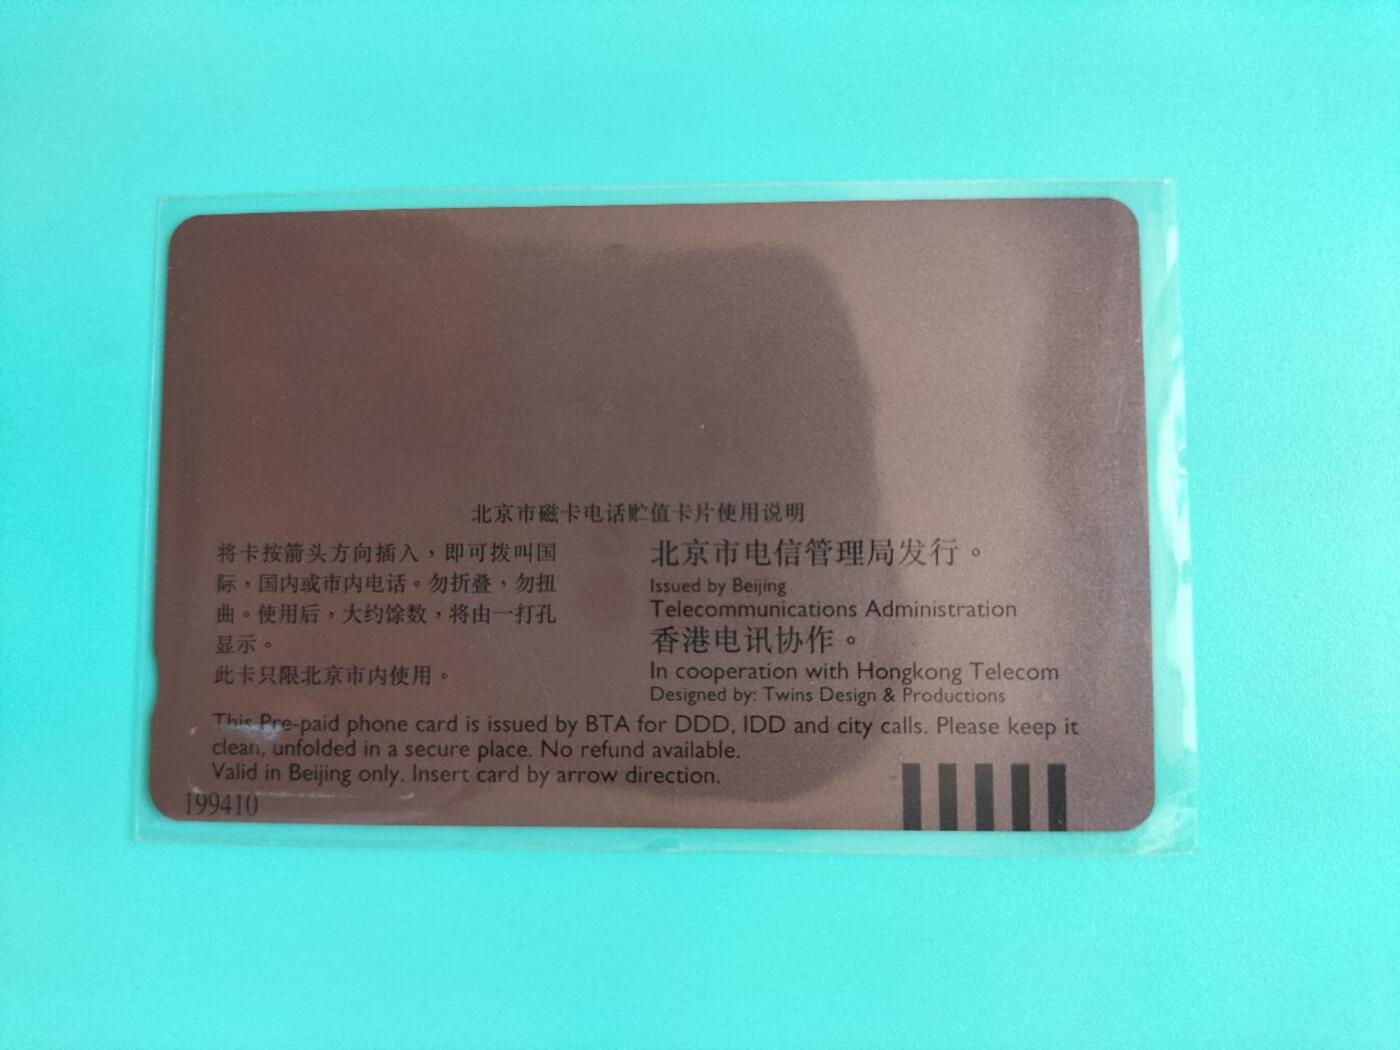 北京市磁卡电话贮值卡片使用说明
将卡按箭头方向插入，即可拨叫国
际，国内或市内电话。勿折叠，勿扭
曲。使用后，大约馀数，将由一打孔
显示。
此卡只限北京市内使用。
北京市电信管理局发行。
Issued by Beijing
Telecommunications Administration
香港电讯协作。
In cooperation with Hongkong Telecom
Designed by: Twins Design & Productions
This Pre-paid phone card is issued by BTA for DDD, IDD and city calls. Please keep it
clean, unfolded in a secure place. No refund available.
Valid in Beijing only. Insert card by arrow direction.
199410